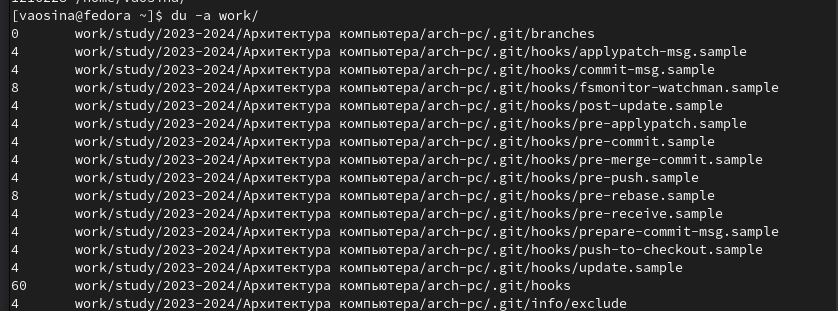 [vaosina@fedora ~]$ du -a work/
0 work/study/2023-2024/Архитектура компьютера/arch-pc/.git/branches
4 work/study/2023-2024/Архитектура компьютера/arch-pc/.git/hooks/applypatch-msg.sample
4 work/study/2023-2024/Архитектура компьютера/arch-pc/.git/hooks/commit-msg.sample
8 work/study/2023-2024/Архитектура компьютера/arch-pc/.git/hooks/fsmonitor-watchman.sample
4 work/study/2023-2024/Архитектура компьютера/arch-pc/.git/hooks/post-update.sample
4 work/study/2023-2024/Архитектура компьютера/arch-pc/.git/hooks/pre-applypatch.sample
4 work/study/2023-2024/Архитектура компьютера/arch-pc/.git/hooks/pre-commit.sample
4 work/study/2023-2024/Архитектура компьютера/arch-pc/.git/hooks/pre-merge-commit.sample
4 work/study/2023-2024/Архитектура компьютера/arch-pc/.git/hooks/pre-push.sample
8 work/study/2023-2024/Архитектура компьютера/arch-pc/.git/hooks/pre-rebase.sample
4 work/study/2023-2024/Архитектура компьютера/arch-pc/.git/hooks/pre-receive.sample
4 work/study/2023-2024/Архитектура компьютера/arch-pc/.git/hooks/prepare-commit-msg.sample
4 work/study/2023-2024/Архитектура компьютера/arch-pc/.git/hooks/push-to-checkout.sample
4 work/study/2023-2024/Архитектура компьютера/arch-pc/.git/hooks/update.sample
60 work/study/2023-2024/Архитектура компьютера/arch-pc/.git/hooks
4 work/study/2023-2024/Архитектура компьютера/arch-pc/.git/info/exclude